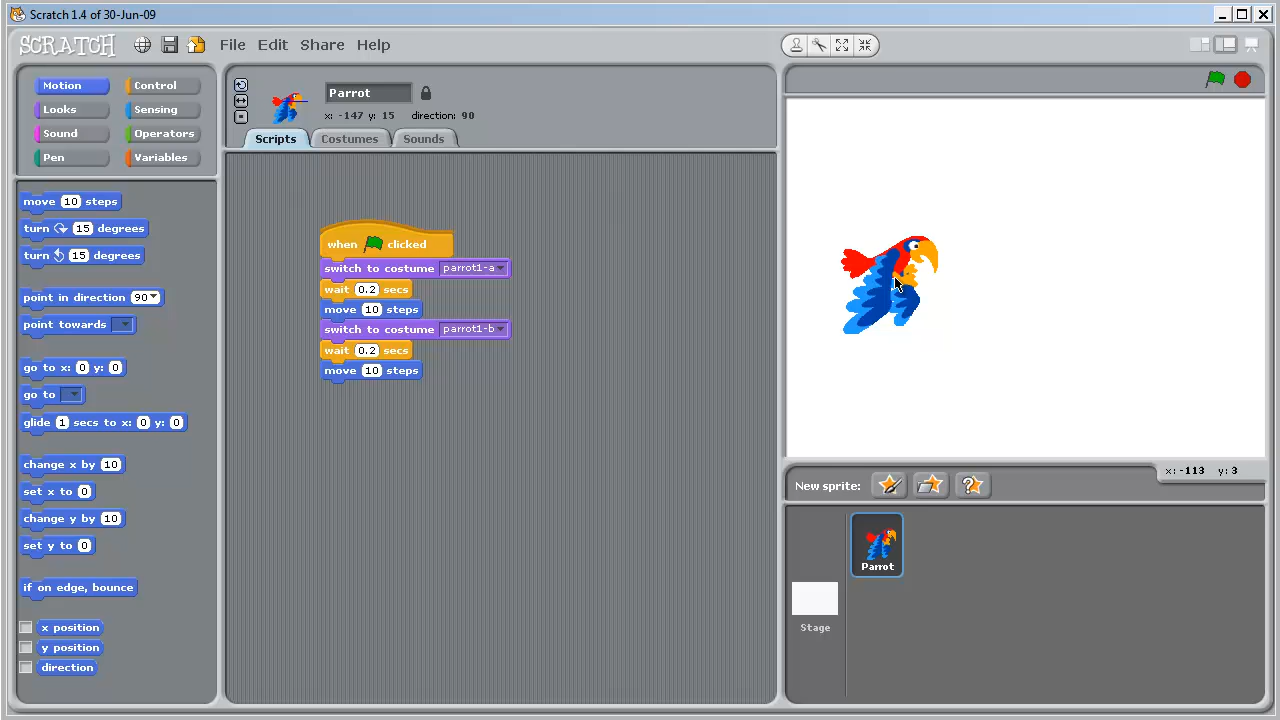 Scratch 1.4 of 30-Jun-09
SCRATCH File Edit Share Help
Motion Control
Looks Sensing
Sound Operators
Pen Variables
move 10 steps
turn 15 degrees
turn 15 degrees
point in direction 90
point towards
go to x: 0 y: 0
go to
glide 1 secs to x: 0 y: 0
change x by 10
set x to 0
change y by 10
set y to 0
if on edge, bounce
x position
y position
direction
Parrot
x: -147 y: 15 direction: 90
Scripts Costumes Sounds
when clicked
switch to costume parrot1-a
wait 0.2 secs
move 10 steps
switch to costume parrot1-b
wait 0.2 secs
move 10 steps
x: -113 y: 3
New sprite:
Parrot
Stage